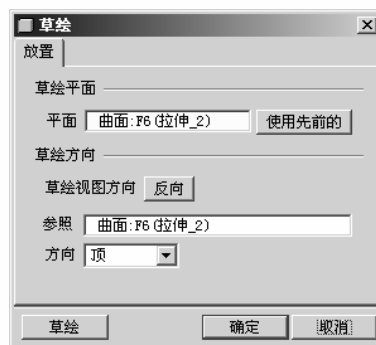 草绘
放置
草绘平面
平面 曲面:F6(拉伸_2) 使用先前的
草绘方向
草绘视图方向 反向
参照 曲面:F6(拉伸_2)
方向 顶
草绘 确定 取消